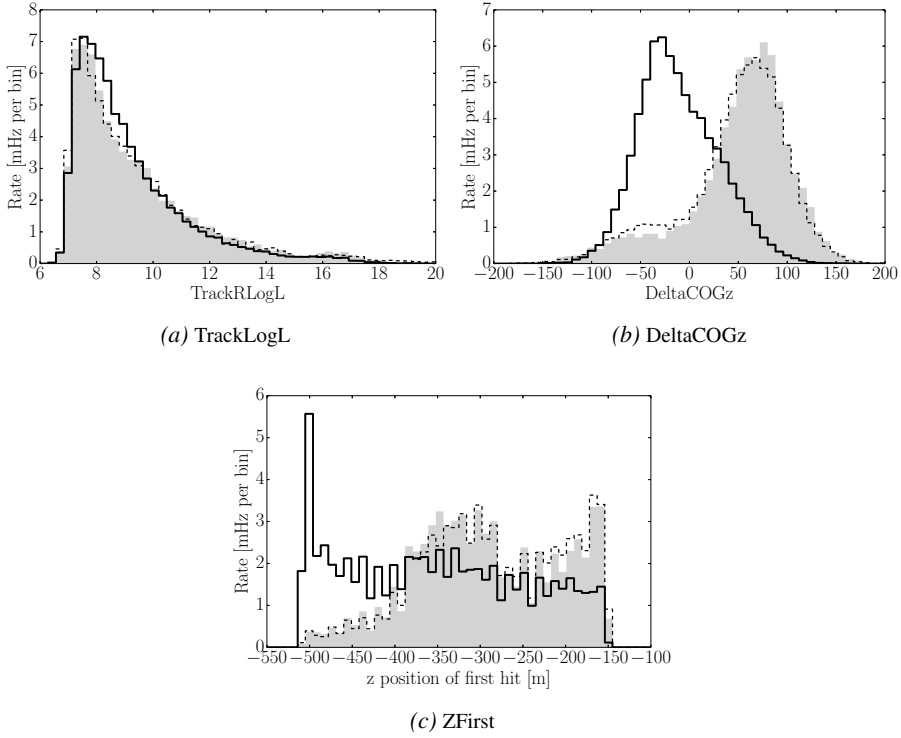 8
7
6
5
4
3
2
1
0
Rate [mHz per bin]
6 8 10 12 14 16 18 20
TrackRLogL
(a) TrackLogL
7
6
5
4
3
2
1
0
Rate [mHz per bin]
−200 −150 −100 −50 0 50 100 150 200
DeltaCOGz
(b) DeltaCOGz
6
5
4
3
2
1
0
Rate [mHz per bin]
−550 −500 −450 −400 −350 −300 −250 −200 −150 −100
z position of first hit [m]
(c) ZFirst